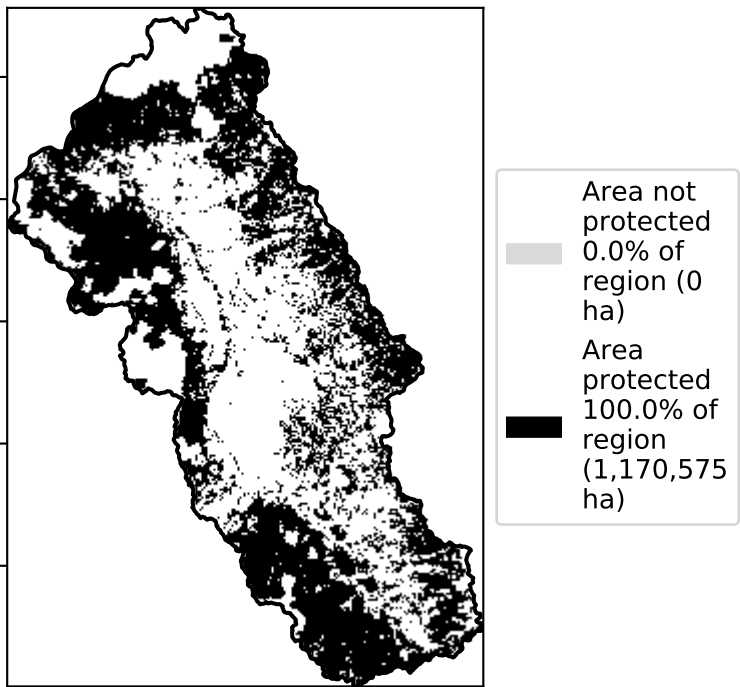 Area not
protected
0.0% of
region (0
ha)
Area
protected
100.0% of
region
(1,170,575
ha)